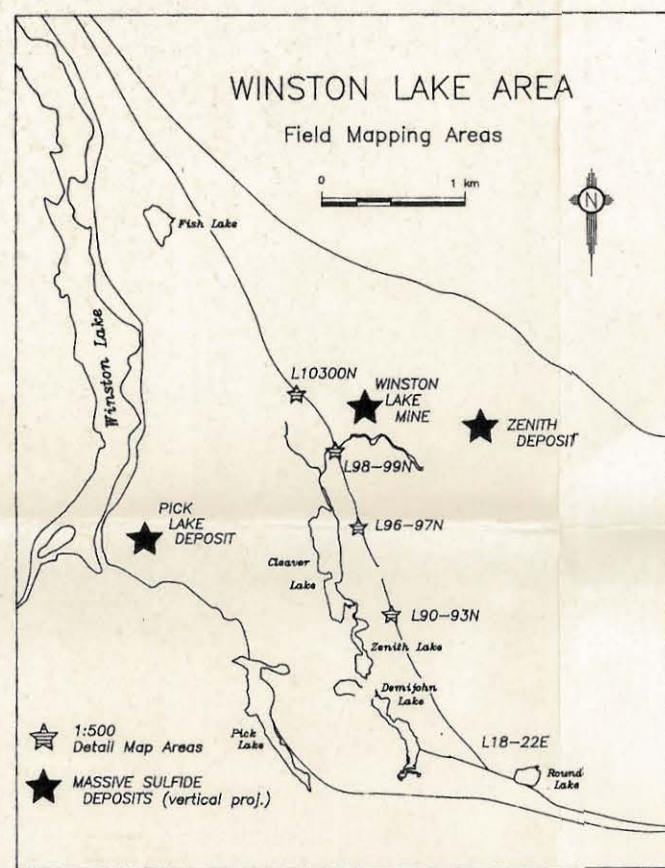 WINSTON LAKE AREA
Field Mapping Areas
0 1 km
N
Fish Lake
Winston Lake
L10300N
WINSTON
LAKE
MINE
ZENITH
DEPOSIT
L98-99N
PICK
LAKE
DEPOSIT
L96-97N
Cleaver
Lake
L90-93N
Zenith Lake
Demijohn
Lake
Pick
Lake
L18-22E
Round
Lake
1:500
Detail Map Areas
MASSIVE SULFIDE
DEPOSITS (vertical proj.)